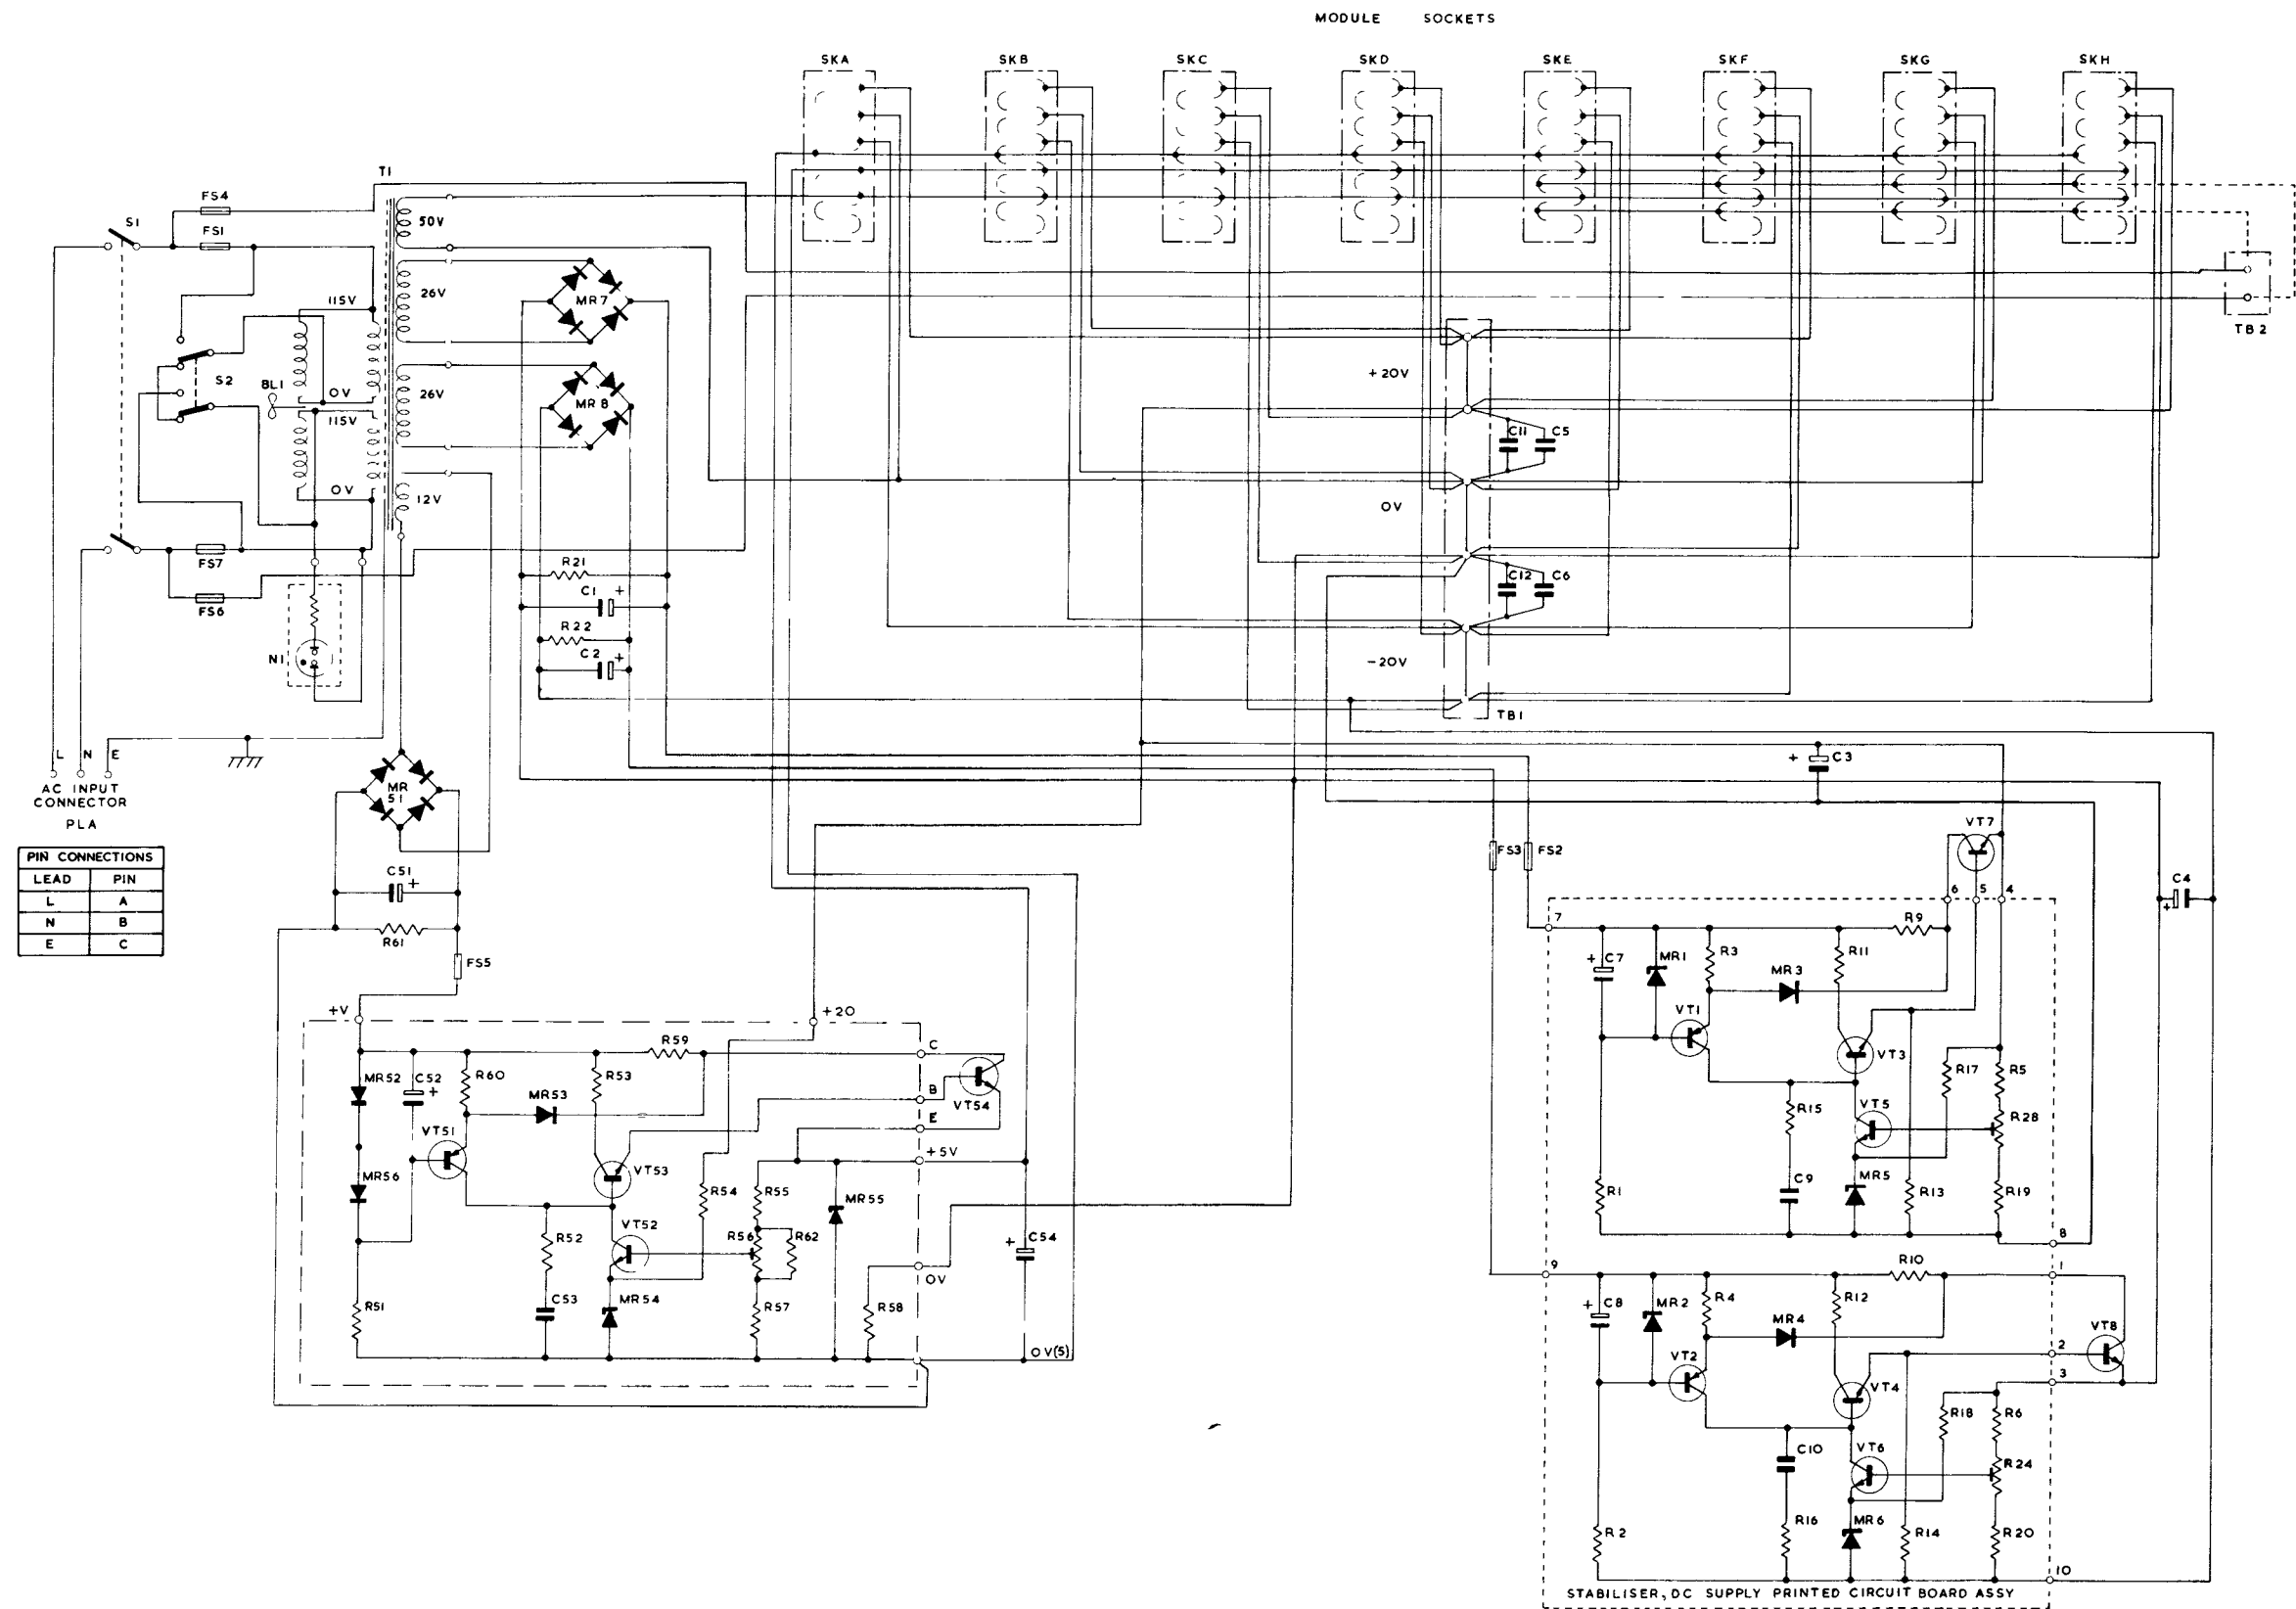 MODULE SOCKETS
SKA SKB SKC SKD SKE SKF SKG SKH
T1
FS4
S1
FS1
50V
26V
MR7
115V
TB2
S2
BL1
0V
26V
MR8
+20V
115V
C11 C5
0V
12V
0V
FS7
R21
C1 +
C12 C6
FS6
R22
C2 +
N1
-20V
TB1
L N E
AC INPUT
CONNECTOR
PLA
MR
51
+ C3
VT7
FS3 FS2
PIN CONNECTIONS
LEAD PIN
L A
N B
E C
C51
+
R61
FS5
C4
+
6 5 4
7
R9
+ C7
MR1
R3
MR3
R11
VT1
VT3
R17
R5
R15
VT5
R28
C9
R1
MR5
R13
R19
8
+V
+20
R59
C
MR52
C52
+
R60
R53
MR53
B
VT54
E
VT51
+5V
VT53
MR56
R54
R55
MR55
VT52
R52
R56
R62
+ C54
0V
R51
C53
MR54
R57
R58
0V(5)
9
R10
1
+ C8
MR2
R4
MR4
R12
VT8
2
VT2
3
VT4
R18
R6
C10
VT6
R24
R2
R16
MR6
R14
R20
10
STABILISER, DC SUPPLY PRINTED CIRCUIT BOARD ASSY